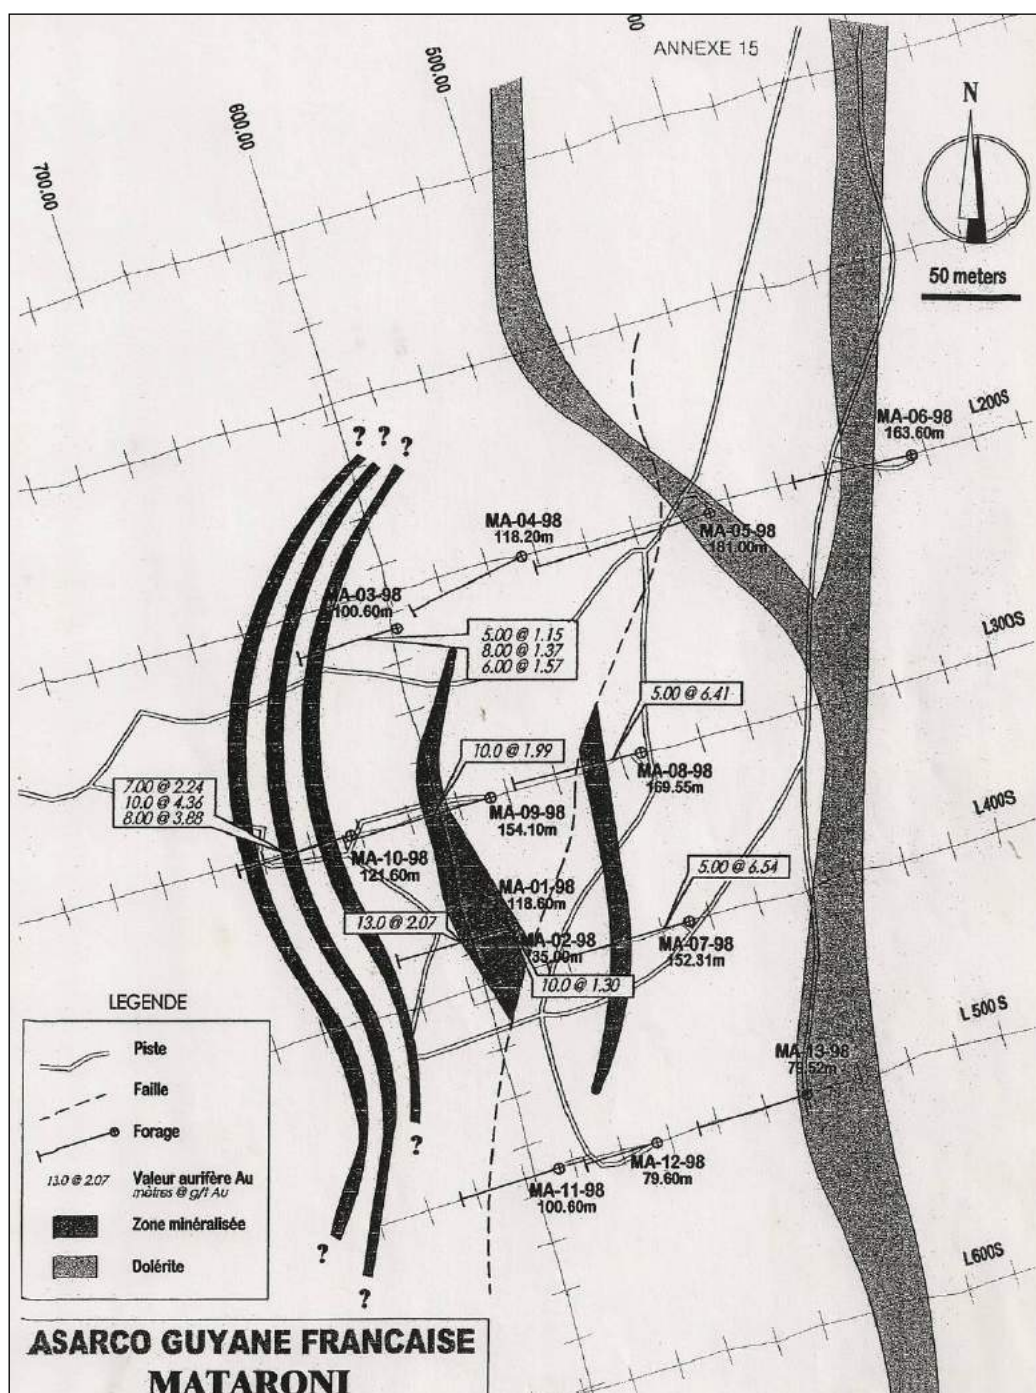 ANNEXE 15
500.00
600.00
700.00
N
50 meters
L200S
MA-06-98
163.60m
MA-04-98
118.20m
MA-05-98
181.00m
MA-03-98
100.60m
? ? ?
5.00 @ 1.15
8.00 @ 1.37
6.00 @ 1.57
L300S
5.00 @ 6.41
10.0 @ 1.99
MA-08-98
169.55m
7.00 @ 2.24
10.0 @ 4.36
8.00 @ 3.88
MA-09-98
154.10m
L400S
MA-10-98
121.60m
5.00 @ 6.54
MA-01-98
118.60m
13.0 @ 2.07
MA-02-98
MA-07-98
152.31m
10.0 @ 1.30
L 500 S
MA-13-98
?
MA-12-98
79.60m
MA-11-98
100.60m
?
?
L600S
LEGENDE
Piste
Faille
Forage
13.0 @ 2.07
Valeur aurifère Au
mètres @ g/t Au
Zone minéralisée
Dolérite
ASARCO GUYANE FRANCAISE
MATARONI